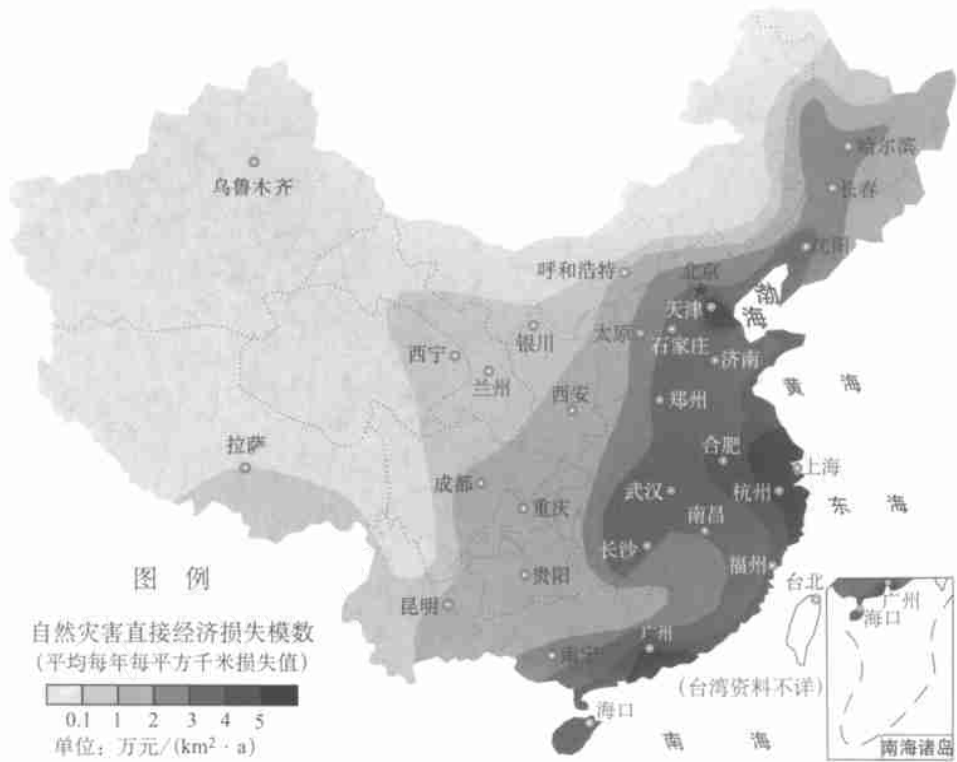 哈尔滨
乌鲁木齐
长春
沈阳
呼和浩特
北京
渤海
天津
银川
太原
石家庄
西宁
济南
兰州
黄 海
西安
郑州
拉萨
合肥
上海
成都
武汉
杭州
重庆
东 海
南昌
长沙
福州
图 例
贵阳
台北
昆明
广州
海口
自然灾害直接经济损失模数
广州
(平均每年每平方千米损失值)
南宁
(台湾资料不详)
0.1 1 2 3 4 5
海口
单位：万元/(km²·a)
南 海
南海诸岛